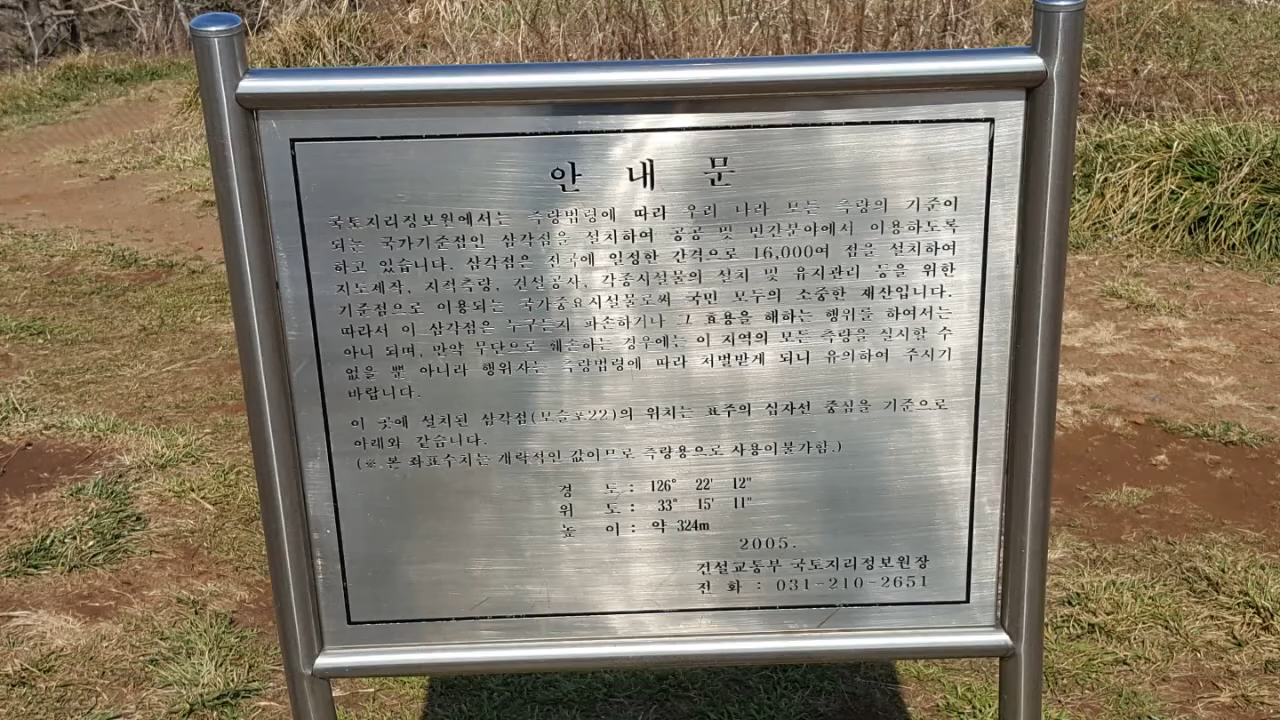 안 내 문
국토지리정보원에서는 측량법령에 따라 우리 나라 모든 측량의 기준이
되는 국가기준점인 삼각점을 설치하여 공공 및 민간분야에서 이용하도록
하고 있습니다. 삼각점은 전국에 일정한 간격으로 16,000여 점을 설치하여
지도제작, 지적측량, 건설공사, 각종시설물의 설치 및 유지관리 등을 위한
기준점으로 이용되는 국가중요시설물로써 국민 모두의 소중한 재산입니다.
따라서 이 삼각점은 누구든지 파손하거나 그 효용을 해하는 행위를 하여서는
아니 되며, 만약 무단으로 훼손하는 경우에는 이 지역의 모든 측량을 실시할 수
없을 뿐 아니라 행위자는 측량법령에 따라 처벌받게 되니 유의하여 주시기
바랍니다.
이 곳에 설치된 삼각점(모슬포22)의 위치는 표주의 십자선 중심을 기준으로
아래와 같습니다.
(※ 본 좌표수치는 개략적인 값이므로 측량용으로 사용이불가함.)
경 도 : 126° 22' 12"
위 도 : 33° 15' 11"
높 이 : 약 324m
2005.
건설교통부 국토지리정보원장
전 화 : 031-210-2651